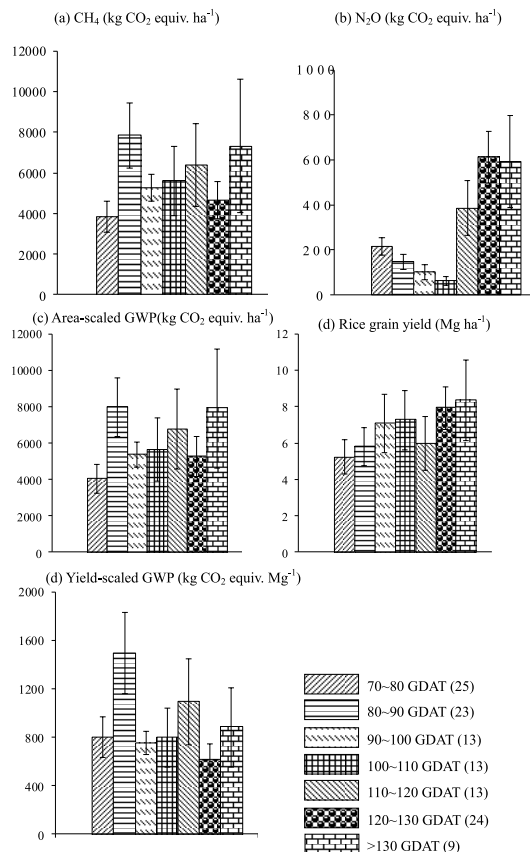 (a) CH4 (kg CO2 equiv. ha-1)
12000
10000
8000
6000
4000
2000
0
(b) N2O (kg CO2 equiv. ha-1)
1000
800
600
400
200
0
(c) Area-scaled GWP(kg CO2 equiv. ha-1)
12000
10000
8000
6000
4000
2000
0
(d) Rice grain yield (Mg ha-1)
12
10
8
6
4
2
0
(d) Yield-scaled GWP (kg CO2 equiv. Mg-1)
2000
1600
1200
800
400
0
70~80 GDAT (25)
80~90 GDAT (23)
90~100 GDAT (13)
100~110 GDAT (13)
110~120 GDAT (13)
120~130 GDAT (24)
>130 GDAT (9)